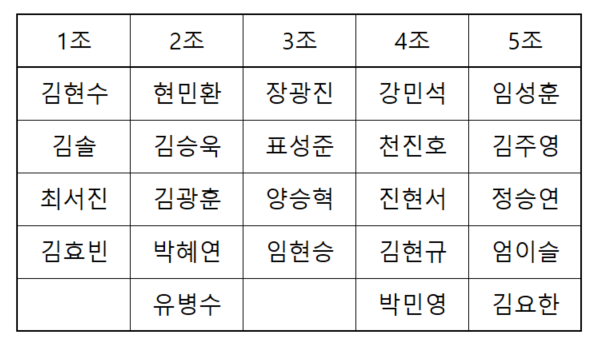 1조 2조 3조 4조 5조
김현수 현민환 장광진 강민석 임성훈
김솔 김승욱 표성준 천진호 김주영
최서진 김광훈 양승혁 진현서 정승연
김효빈 박혜연 임현승 김현규 엄이슬
유병수 박민영 김요한